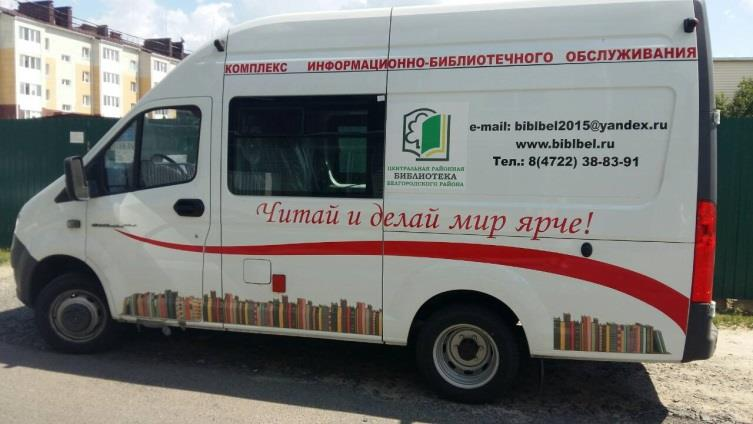 КОМПЛЕКС ИНФОРМАЦИОННО-БИБЛИОТЕЧНОГО ОБСЛУЖИВАНИЯ
e-mail: biblbel2015@yandex.ru
www.biblbel.ru
Тел.: 8(4722) 38-83-91
ЦЕНТРАЛЬНАЯ РАЙОННАЯ
БИБЛИОТЕКА
БЕЛГОРОДСКОГО РАЙОНА
Читай и делай мир ярче!